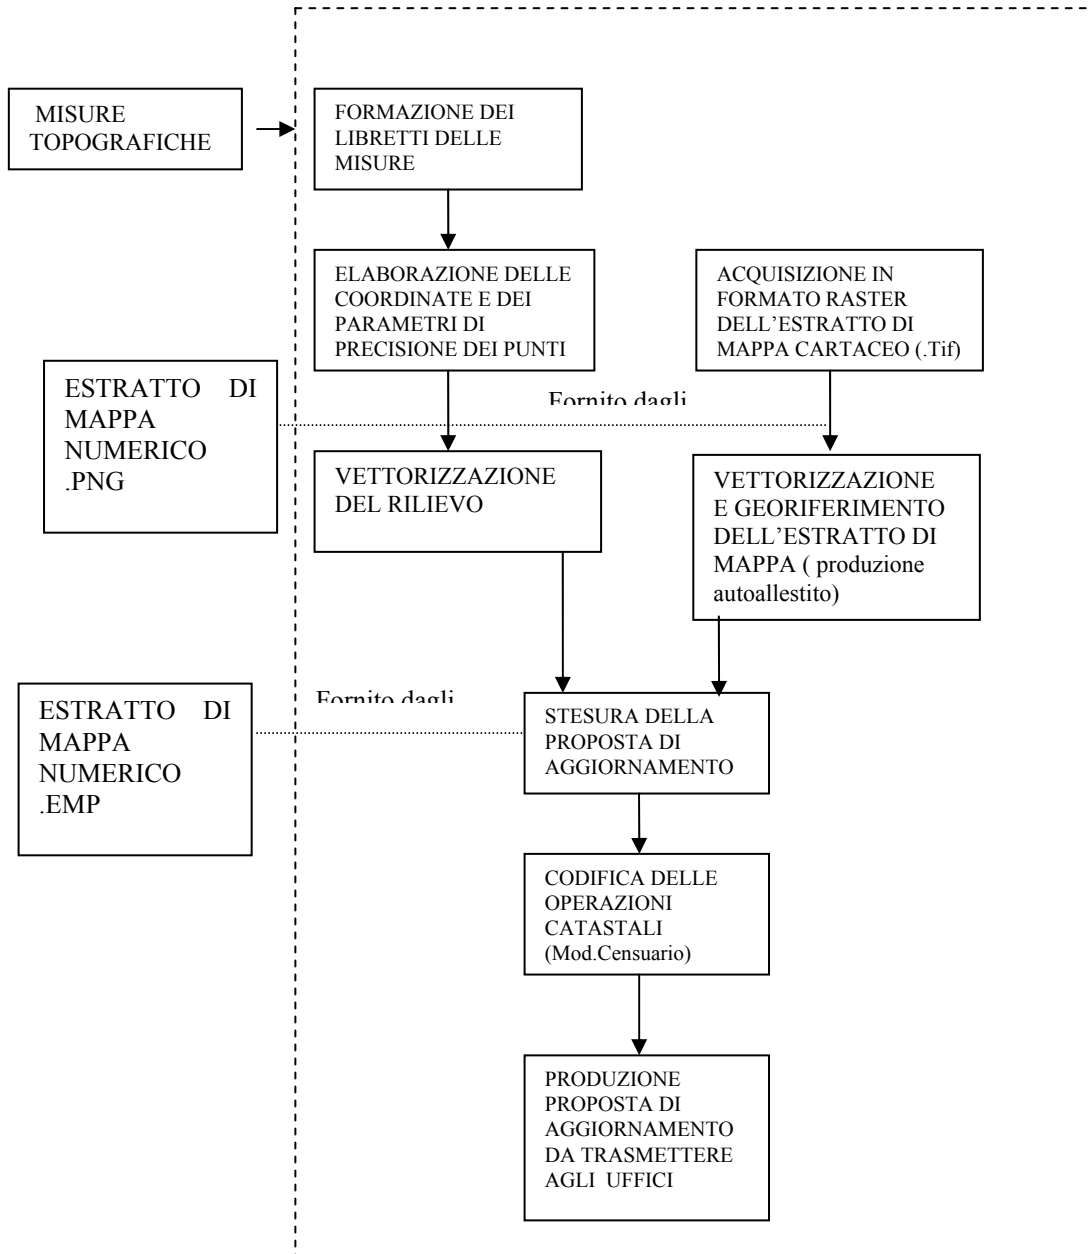 MISURE
TOPOGRAFICHE
FORMAZIONE DEI
LIBRETTI DELLE
MISURE
ELABORAZIONE DELLE
COORDINATE E DEI
PARAMETRI DI
PRECISIONE DEI PUNTI
ACQUISIZIONE IN
FORMATO RASTER
DELL’ESTRATTO DI
MAPPA CARTACEO (.Tif)
ESTRATTO DI
MAPPA
NUMERICO
.PNG
Fornito dagli
VETTORIZZAZIONE
DEL RILIEVO
VETTORIZZAZIONE
E GEORIFERIMENTO
DELL’ESTRATTO DI
MAPPA ( produzione
autoallestito)
ESTRATTO DI
MAPPA
NUMERICO
.EMP
Fornito dagli
STESURA DELLA
PROPOSTA DI
AGGIORNAMENTO
CODIFICA DELLE
OPERAZIONI
CATASTALI
(Mod.Censuario)
PRODUZIONE
PROPOSTA DI
AGGIORNAMENTO
DA TRASMETTERE
AGLI UFFICI